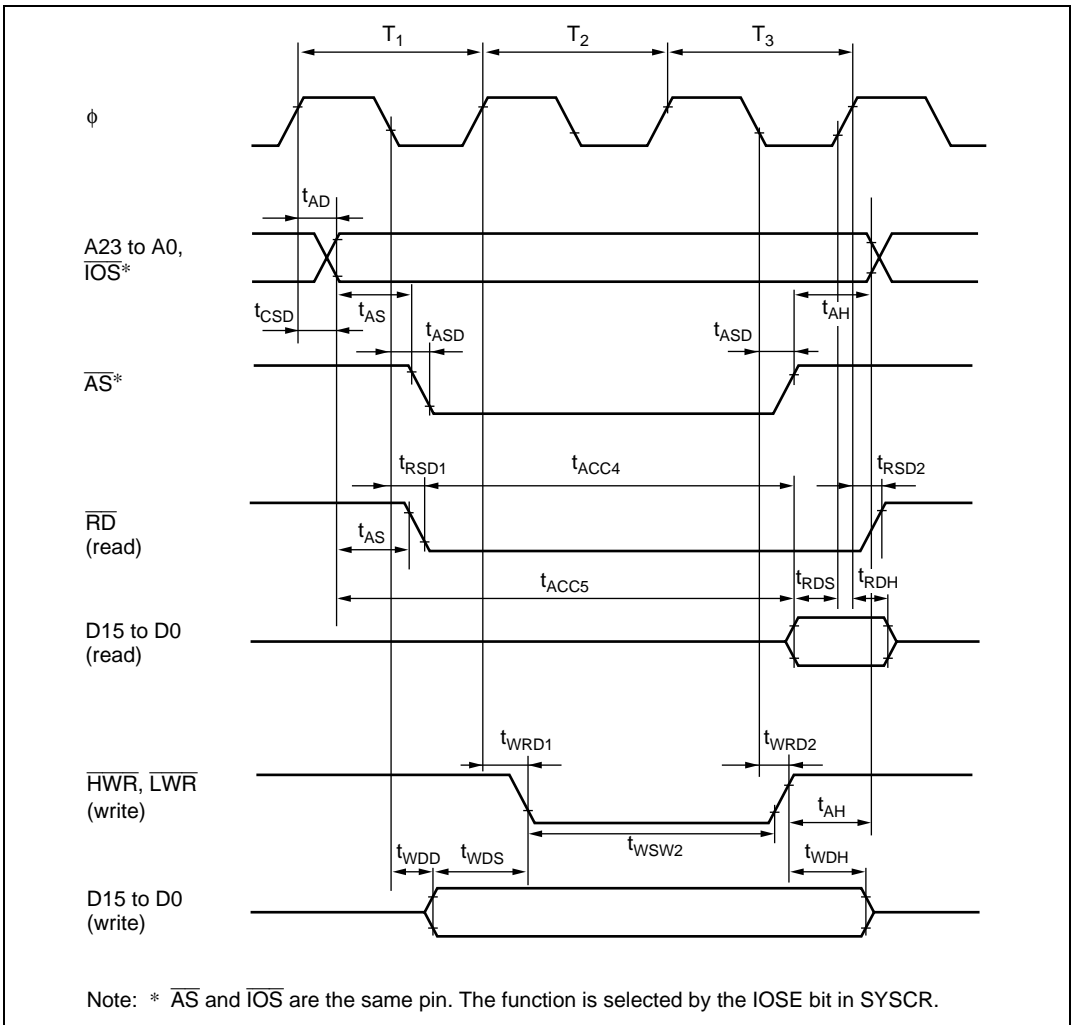 T1 T2 T3
ϕ
tAD
A23 to A0,
IOS*
tCSD tAS tAH
tASD tASD
AS*
tRSD1 tACC4 tRSD2
RD
(read)
tAS
tACC5 tRDS tRDH
D15 to D0
(read)
tWRD1 tWRD2
HWR, LWR
(write)
tAH
tWSW2
tWDD tWDS tWDH
D15 to D0
(write)
Note: * AS and IOS are the same pin. The function is selected by the IOSE bit in SYSCR.